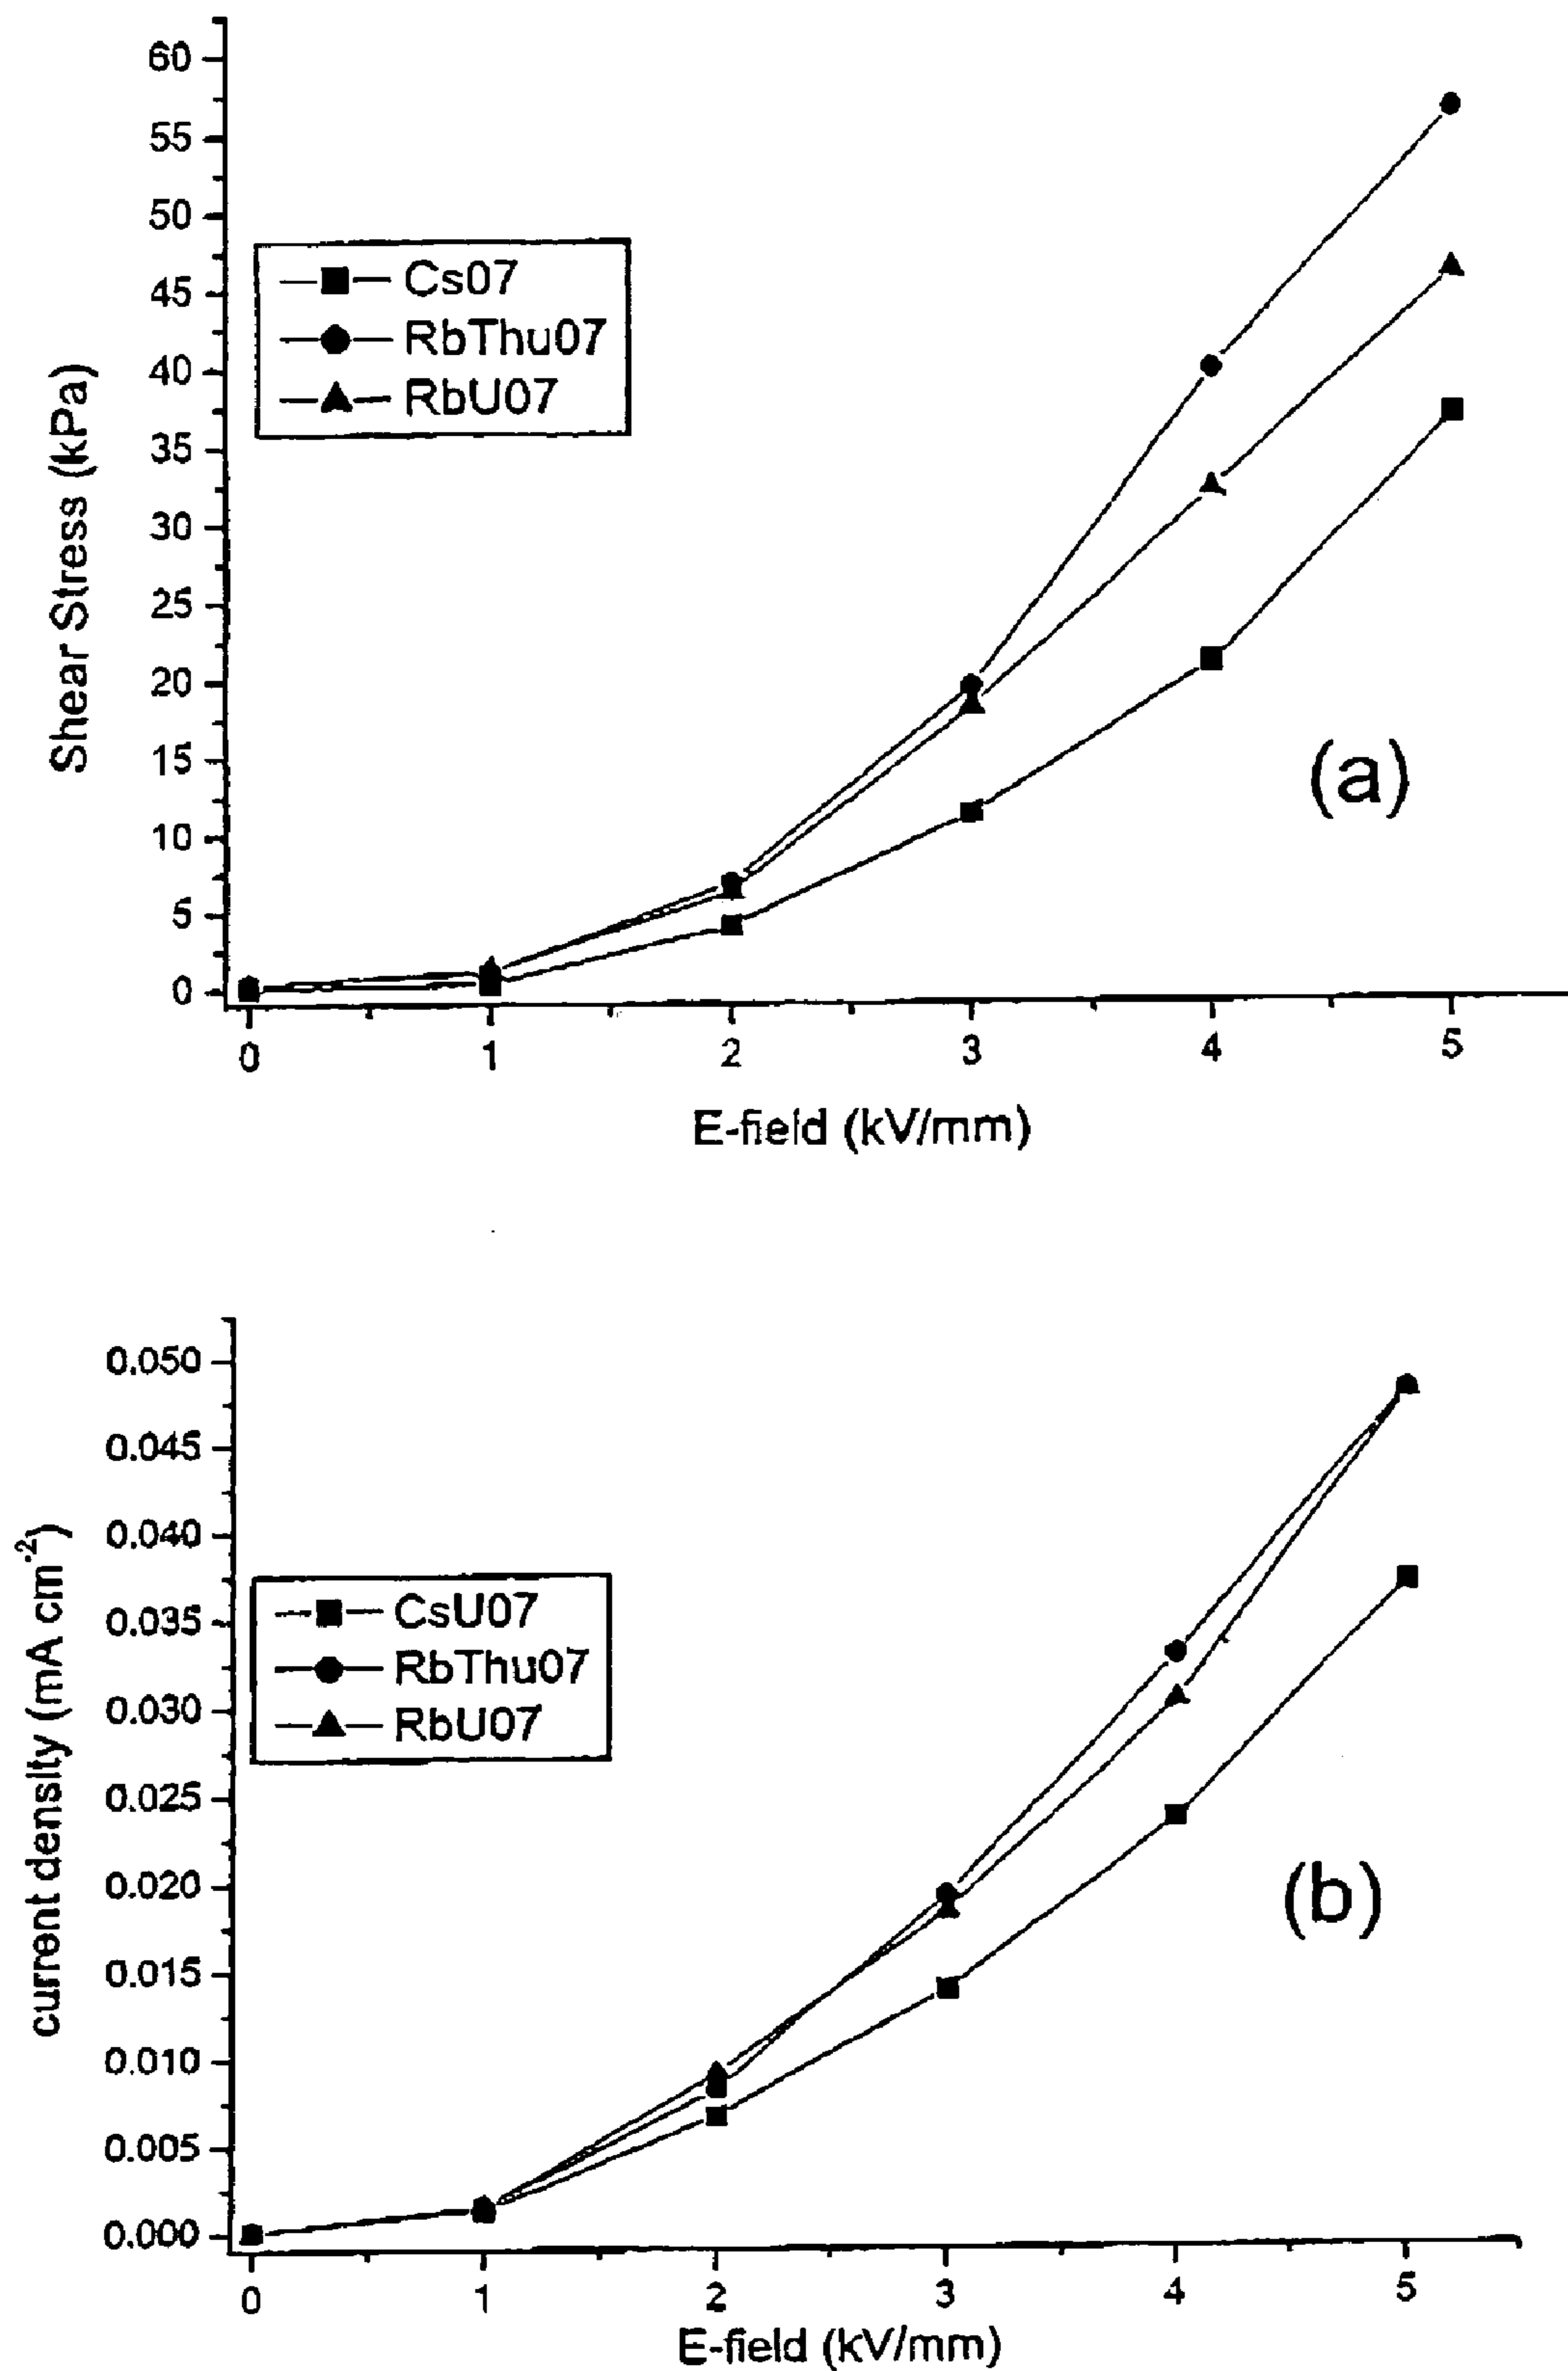 60
55
50
45
40
35
30
25
20
15
10
5
0
Shear Stress (kPa)
Cs07
RbThu07
RbU07
(a)
0 1 2 3 4 5
E-field (kV/mm)
0.050
0.045
0.040
0.035
0.030
0.025
0.020
0.015
0.010
0.005
0.000
current density (mA cm⁻²)
CsU07
RbThu07
RbU07
(b)
0 1 2 3 4 5
E-field (kV/mm)